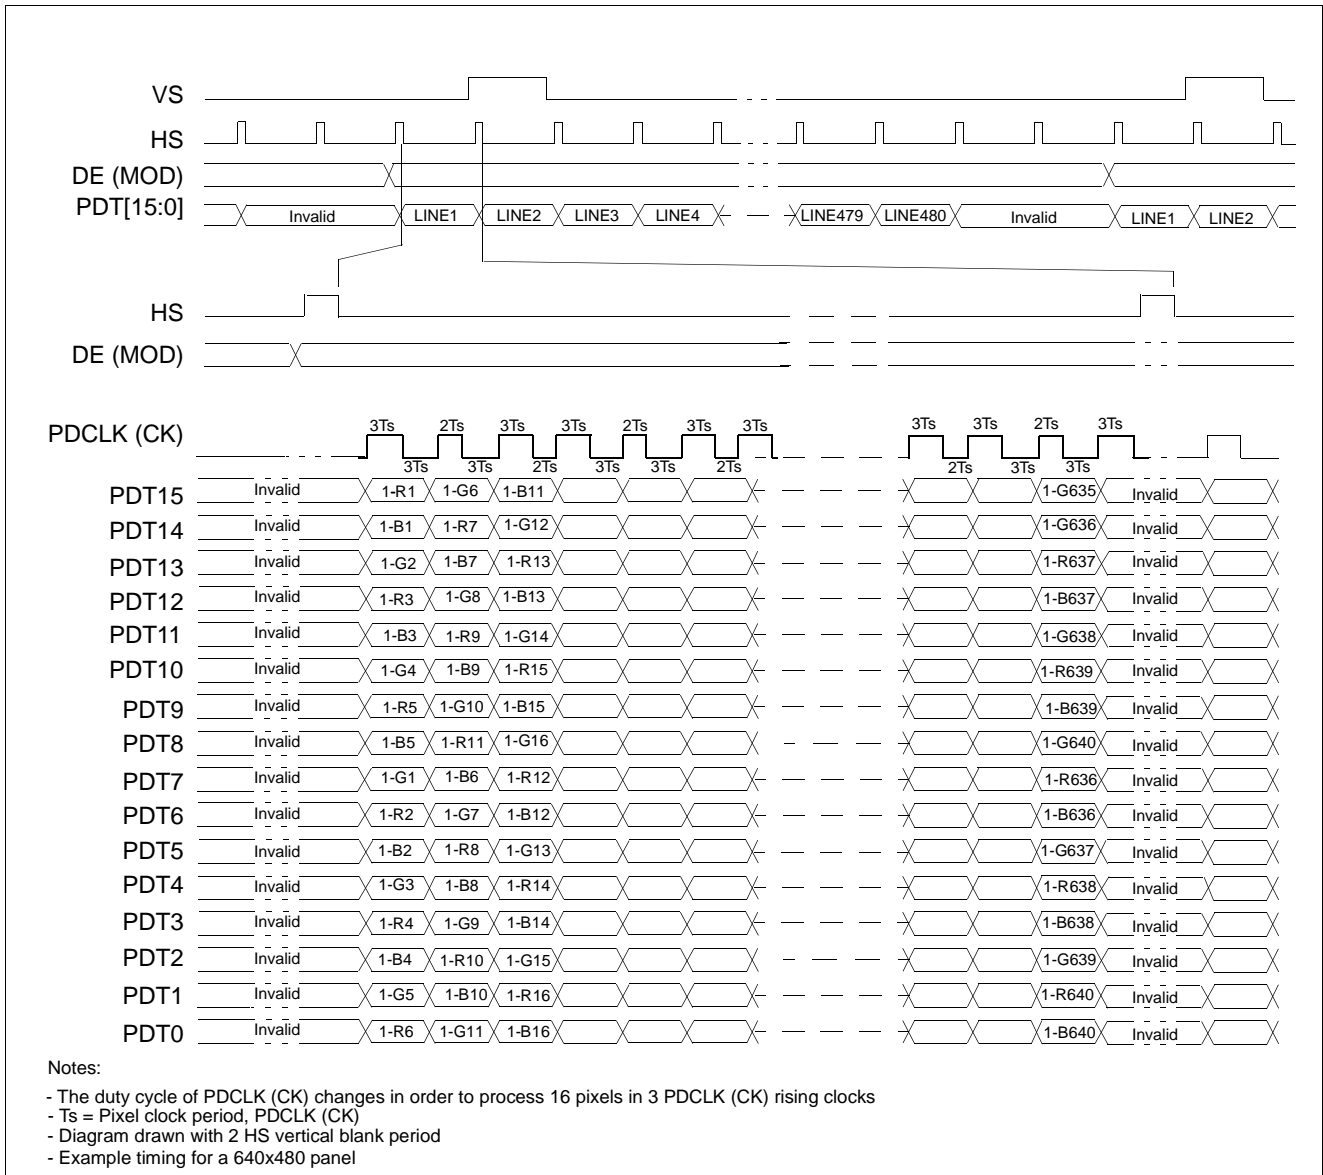 VS
HS
DE (MOD)
PDT[15:0] Invalid LINE1 LINE2 LINE3 LINE4 LINE479 LINE480 Invalid LINE1 LINE2
HS
DE (MOD)
PDCLK (CK) 3Ts 2Ts 3Ts 3Ts 2Ts 3Ts 3Ts 3Ts 3Ts 2Ts 3Ts
3Ts 3Ts 2Ts 3Ts 3Ts 2Ts 2Ts 3Ts 3Ts
PDT15 Invalid 1-R1 1-G6 1-B11 1-G635 Invalid
PDT14 Invalid 1-B1 1-R7 1-G12 1-G636 Invalid
PDT13 Invalid 1-G2 1-B7 1-R13 1-R637 Invalid
PDT12 Invalid 1-R3 1-G8 1-B13 1-B637 Invalid
PDT11 Invalid 1-B3 1-R9 1-G14 1-G638 Invalid
PDT10 Invalid 1-G4 1-B9 1-R15 1-R639 Invalid
PDT9 Invalid 1-R5 1-G10 1-B15 1-B639 Invalid
PDT8 Invalid 1-B5 1-R11 1-G16 1-G640 Invalid
PDT7 Invalid 1-G1 1-B6 1-R12 1-R636 Invalid
PDT6 Invalid 1-R2 1-G7 1-B12 1-B636 Invalid
PDT5 Invalid 1-B2 1-R8 1-G13 1-G637 Invalid
PDT4 Invalid 1-G3 1-B8 1-R14 1-R638 Invalid
PDT3 Invalid 1-R4 1-G9 1-B14 1-B638 Invalid
PDT2 Invalid 1-B4 1-R10 1-G15 1-G639 Invalid
PDT1 Invalid 1-G5 1-B10 1-R16 1-R640 Invalid
PDT0 Invalid 1-R6 1-G11 1-B16 1-B640 Invalid
Notes:
- The duty cycle of PDCLK (CK) changes in order to process 16 pixels in 3 PDCLK (CK) rising clocks
- Ts = Pixel clock period, PDCLK (CK)
- Diagram drawn with 2 HS vertical blank period
- Example timing for a 640x480 panel